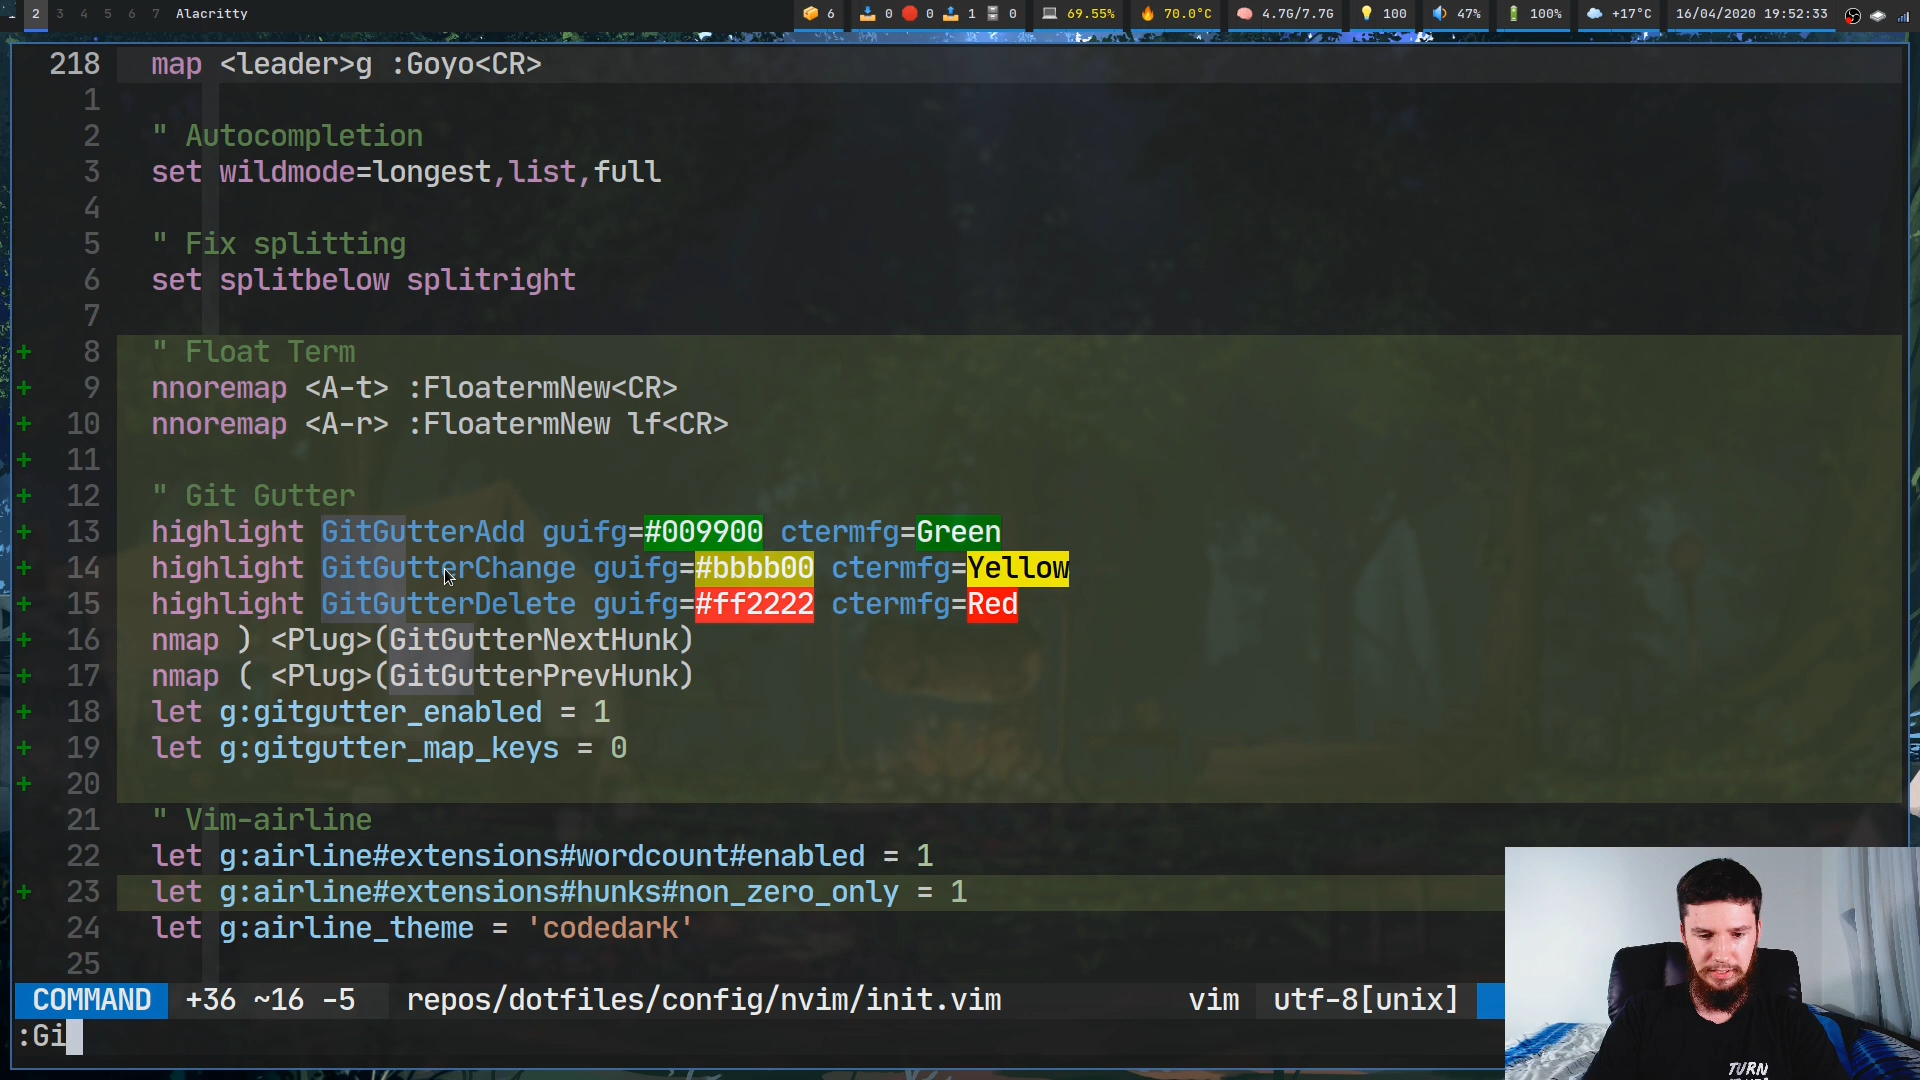 2 3 4 5 6 7 Alacritty 6 0 0 1 0 69.55% 70.0°C 4.7G/7.7G 100 47% 100% +17°C 16/04/2020 19:52:33
218 map <leader>g :Goyo<CR>
1
2 " Autocompletion
3 set wildmode=longest,list,full
4
5 " Fix splitting
6 set splitbelow splitright
7
+ 8 " Float Term
+ 9 nnoremap <A-t> :FloatermNew<CR>
+ 10 nnoremap <A-r> :FloatermNew lf<CR>
+ 11
+ 12 " Git Gutter
+ 13 highlight GitGutterAdd guifg=#009900 ctermfg=Green
+ 14 highlight GitGutterChange guifg=#bbbb00 ctermfg=Yellow
+ 15 highlight GitGutterDelete guifg=#ff2222 ctermfg=Red
+ 16 nmap ) <Plug>(GitGutterNextHunk)
+ 17 nmap ( <Plug>(GitGutterPrevHunk)
+ 18 let g:gitgutter_enabled = 1
+ 19 let g:gitgutter_map_keys = 0
+ 20
21 " Vim-airline
22 let g:airline#extensions#wordcount#enabled = 1
+ 23 let g:airline#extensions#hunks#non_zero_only = 1
24 let g:airline_theme = 'codedark'
25
COMMAND +36 ~16 -5 repos/dotfiles/config/nvim/init.vim vim utf-8[unix]
:Gi
TURN